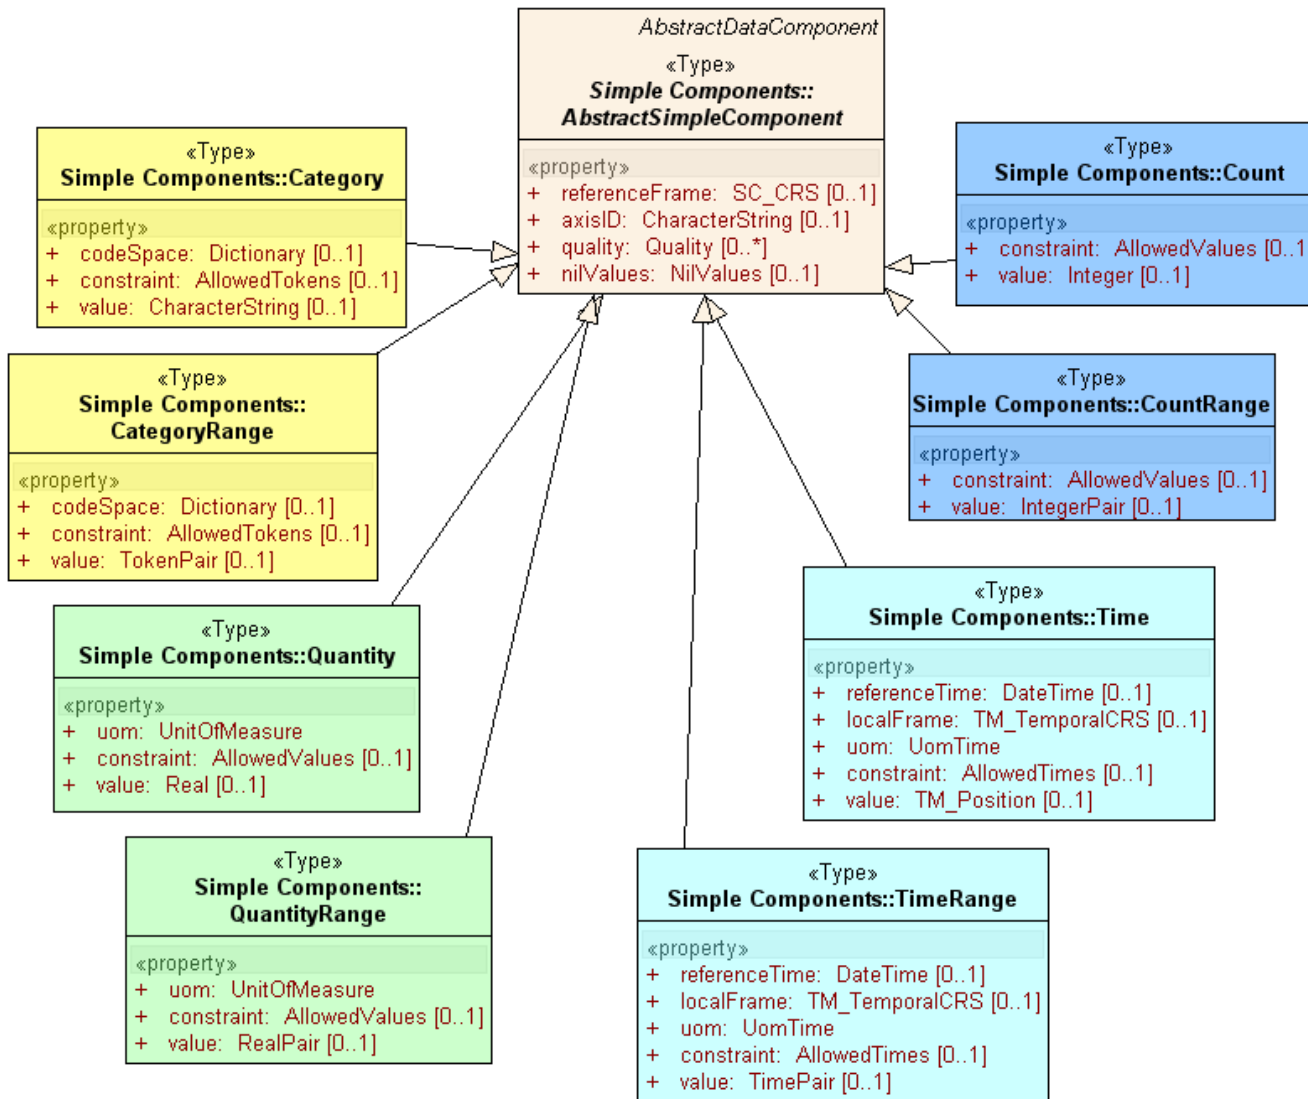 AbstractDataComponent
«Type»
Simple Components::
AbstractSimpleComponent
«property»
+ referenceFrame: SC_CRS [0..1]
+ axisID: CharacterString [0..1]
+ quality: Quality [0..*]
+ nilValues: NilValues [0..1]
«Type»
Simple Components::Category
«property»
+ codeSpace: Dictionary [0..1]
+ constraint: AllowedTokens [0..1]
+ value: CharacterString [0..1]
«Type»
Simple Components::Count
«property»
+ constraint: AllowedValues [0..1
+ value: Integer [0..1]
«Type»
Simple Components::
CategoryRange
«property»
+ codeSpace: Dictionary [0..1]
+ constraint: AllowedTokens [0..1]
+ value: TokenPair [0..1]
«Type»
Simple Components::CountRange
«property»
+ constraint: AllowedValues [0..1]
+ value: IntegerPair [0..1]
«Type»
Simple Components::Quantity
«property»
+ uom: UnitOfMeasure
+ constraint: AllowedValues [0..1]
+ value: Real [0..1]
«Type»
Simple Components::Time
«property»
+ referenceTime: DateTime [0..1]
+ localFrame: TM_TemporalCRS [0..1]
+ uom: UomTime
+ constraint: AllowedTimes [0..1]
+ value: TM_Position [0..1]
«Type»
Simple Components::
QuantityRange
«property»
+ uom: UnitOfMeasure
+ constraint: AllowedValues [0..1]
+ value: RealPair [0..1]
«Type»
Simple Components::TimeRange
«property»
+ referenceTime: DateTime [0..1]
+ localFrame: TM_TemporalCRS [0..1]
+ uom: UomTime
+ constraint: AllowedTimes [0..1]
+ value: TimePair [0..1]